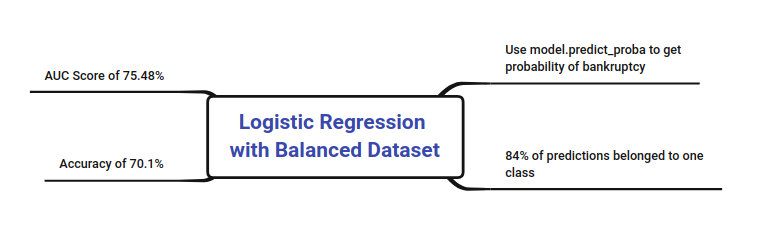 Use model.predict_proba to get
probability of bankruptcy
AUC Score of 75.48%
Logistic Regression
with Balanced Dataset
84% of predictions belonged to one
class
Accuracy of 70.1%